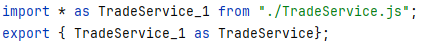 import * as TradeService_1 from "./TradeService.js";
export { TradeService_1 as TradeService};